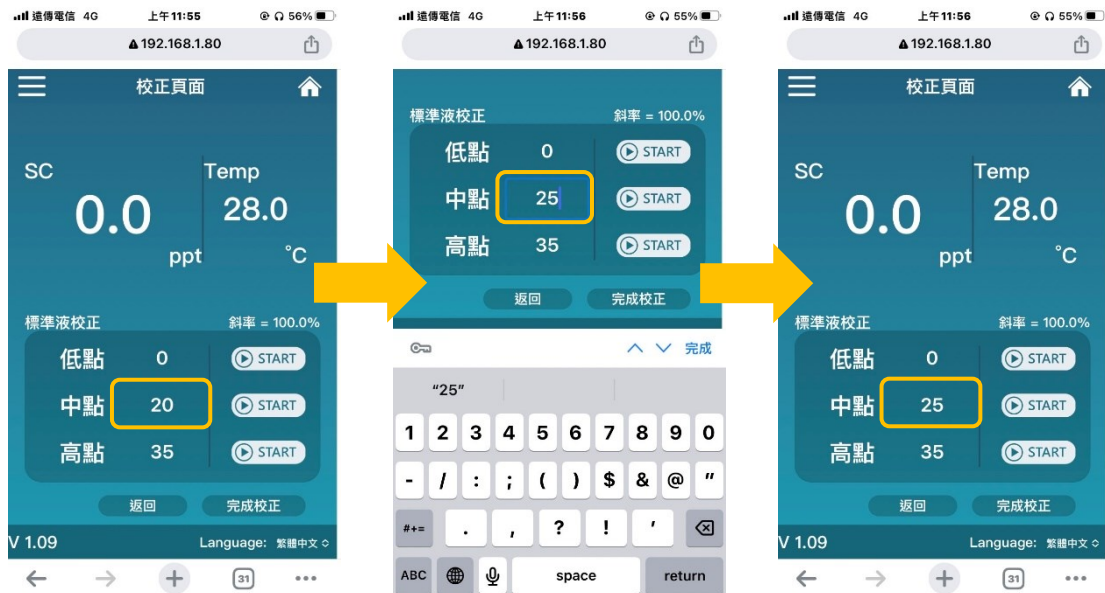 遠傳電信 4G 上午11:55 56%
192.168.1.80
校正頁面
SC Temp
0.0 28.0
ppt °C
標準液校正 斜率 = 100.0%
低點 0 START
中點 20 START
高點 35 START
返回 完成校正
V 1.09 Language: 繁體中文
31
遠傳電信 4G 上午11:56 55%
192.168.1.80
標準液校正 斜率 = 100.0%
低點 0 START
中點 25 START
高點 35 START
返回 完成校正
完成
“25”
1 2 3 4 5 6 7 8 9 0
- / : ; ( ) $ & @ "
#+= . , ? ! ' 
ABC space return
遠傳電信 4G 上午11:56 55%
192.168.1.80
校正頁面
SC Temp
0.0 28.0
ppt °C
標準液校正 斜率 = 100.0%
低點 0 START
中點 25 START
高點 35 START
返回 完成校正
V 1.09 Language: 繁體中文
31